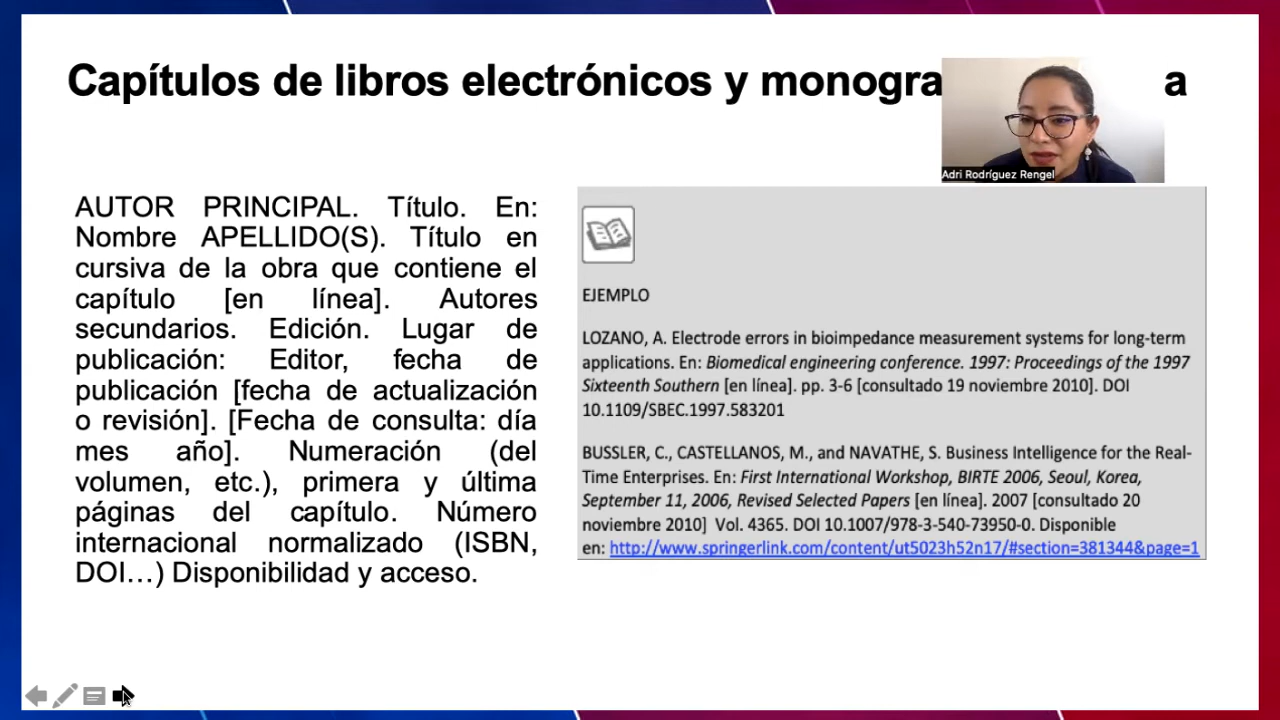 Capítulos de libros electrónicos y monogra a
Adri Rodríguez Rengel
AUTOR PRINCIPAL. Título. En:
Nombre APELLIDO(S). Título en
cursiva de la obra que contiene el
capítulo [en línea]. Autores
secundarios. Edición. Lugar de
publicación: Editor, fecha de
publicación [fecha de actualización
o revisión]. [Fecha de consulta: día
mes año]. Numeración (del
volumen, etc.), primera y última
páginas del capítulo. Número
internacional normalizado (ISBN,
DOI...) Disponibilidad y acceso.
EJEMPLO
LOZANO, A. Electrode errors in bioimpedance measurement systems for long-term
applications. En: Biomedical engineering conference. 1997: Proceedings of the 1997
Sixteenth Southern [en línea]. pp. 3-6 [consultado 19 noviembre 2010]. DOI
10.1109/SBEC.1997.583201
BUSSLER, C., CASTELLANOS, M., and NAVATHE, S. Business Intelligence for the Real-
Time Enterprises. En: First International Workshop, BIRTE 2006, Seoul, Korea,
September 11, 2006, Revised Selected Papers [en línea]. 2007 [consultado 20
noviembre 2010] Vol. 4365. DOI 10.1007/978-3-540-73950-0. Disponible
en: http://www.springerlink.com/content/ut5023h52n17/#section=381344&page=1